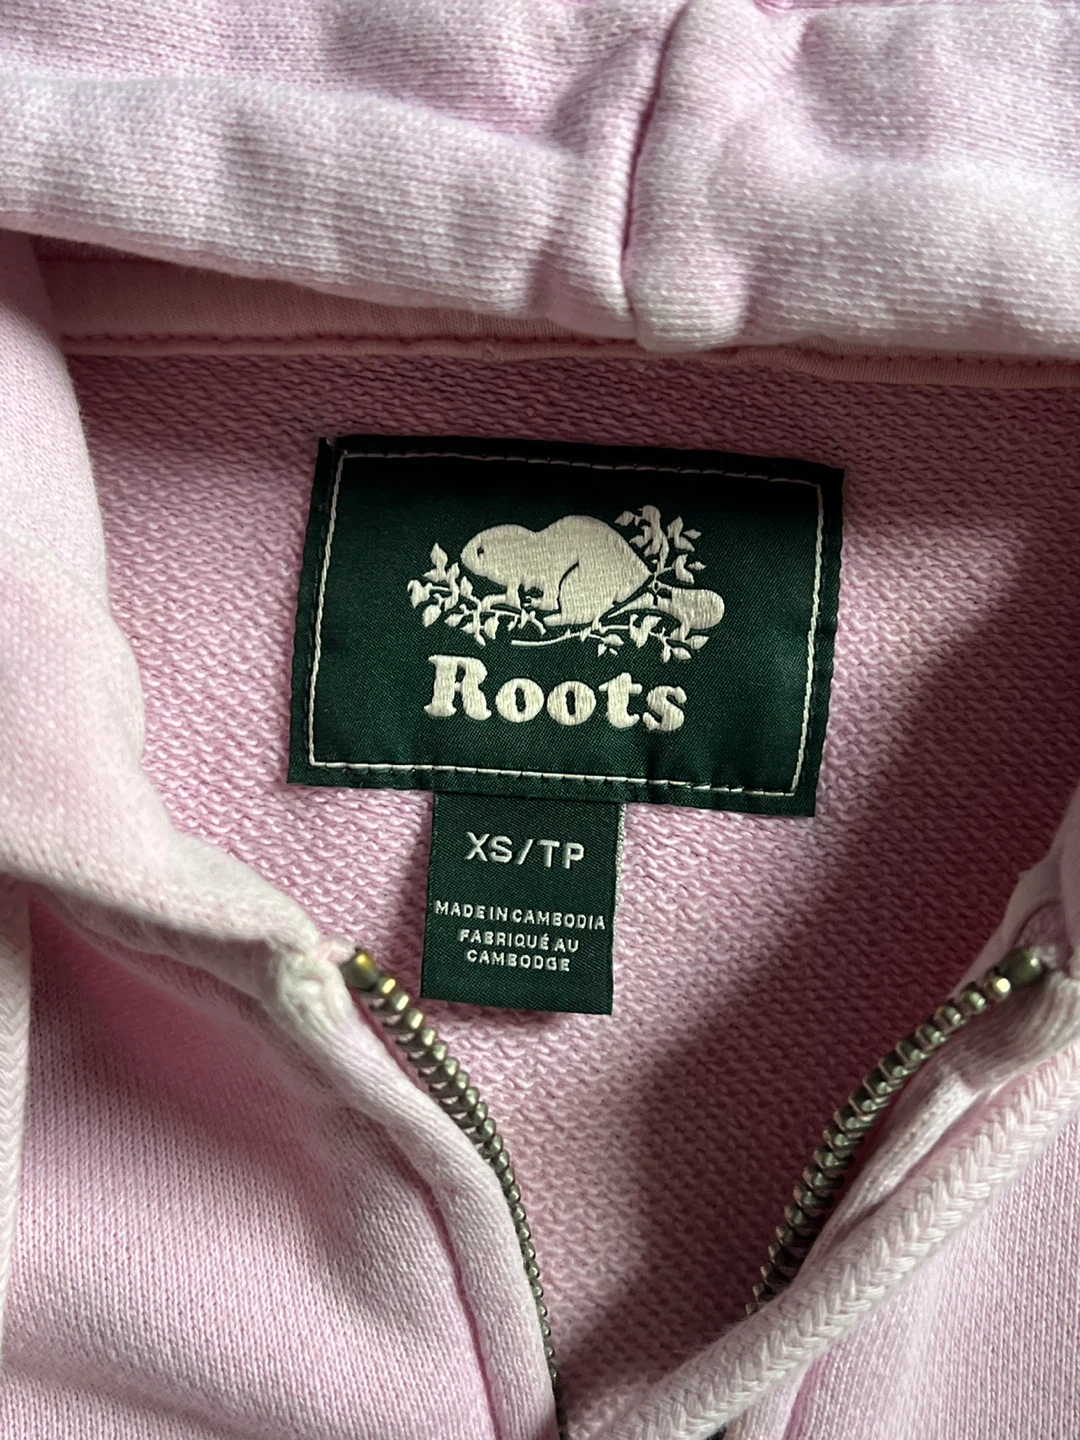 Roots
XS/TP
MADE IN CAMBODIA
FABRIQUÉ AU
CAMBODGE